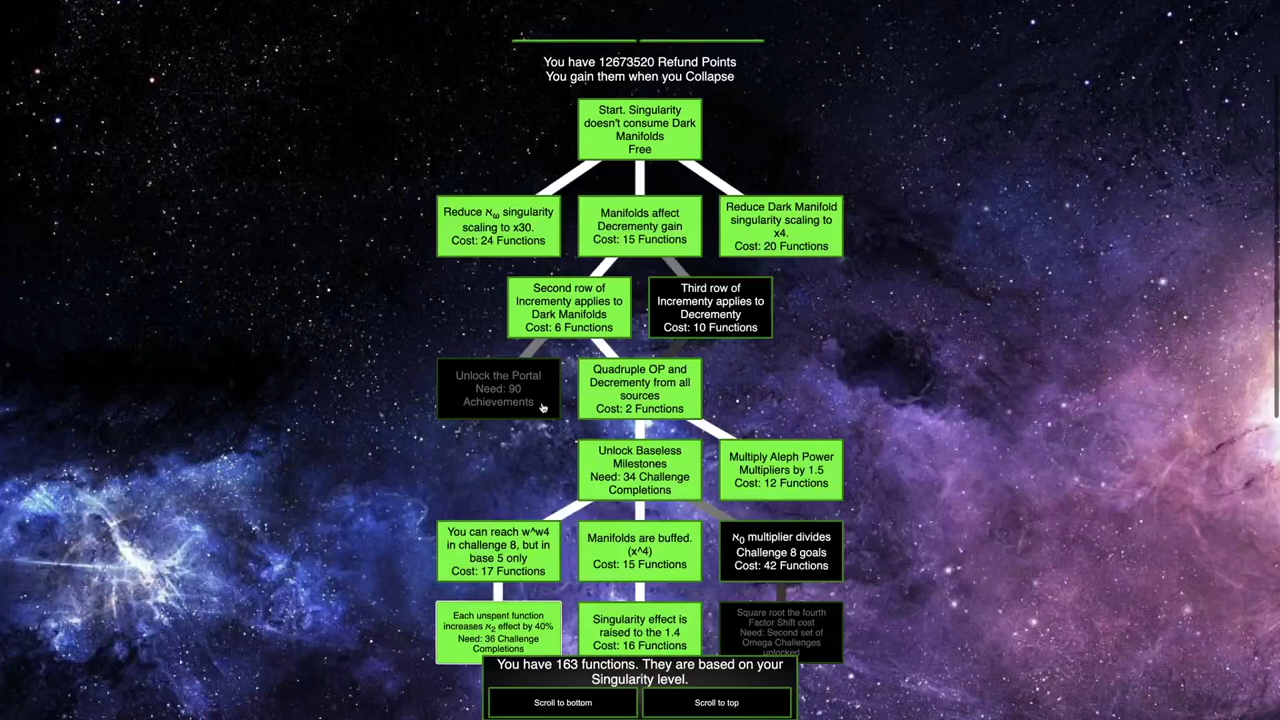 You have 12673520 Refund Points
You gain them when you Collapse
Start. Singularity
doesn't consume Dark
Manifolds
Free
Reduce ℵω singularity
scaling to x30.
Cost: 24 Functions
Manifolds affect
Decrementy gain
Cost: 15 Functions
Reduce Dark Manifold
singularity scaling to
x4.
Cost: 20 Functions
Second row of
Incrementy applies to
Dark Manifolds
Cost: 6 Functions
Third row of
Incrementy applies to
Decrementy
Cost: 10 Functions
Unlock the Portal
Need: 90
Achievements
Quadruple OP and
Decrementy from all
sources
Cost: 2 Functions
Unlock Baseless
Milestones
Need: 34 Challenge
Completions
Multiply Aleph Power
Multipliers by 1.5
Cost: 12 Functions
You can reach w^w4
in challenge 8, but in
base 5 only
Cost: 17 Functions
Manifolds are buffed.
(x^4)
Cost: 15 Functions
ℵ0 multiplier divides
Challenge 8 goals
Cost: 42 Functions
Each unspent function
increases ℵ2 effect by 40%
Need: 36 Challenge
Completions
Singularity effect is
raised to the 1.4
Cost: 16 Functions
Square root the fourth
Factor Shift cost
Need: Second set of
Omega Challenges
unlocked
You have 163 functions. They are based on your
Singularity level.
Scroll to bottom
Scroll to top